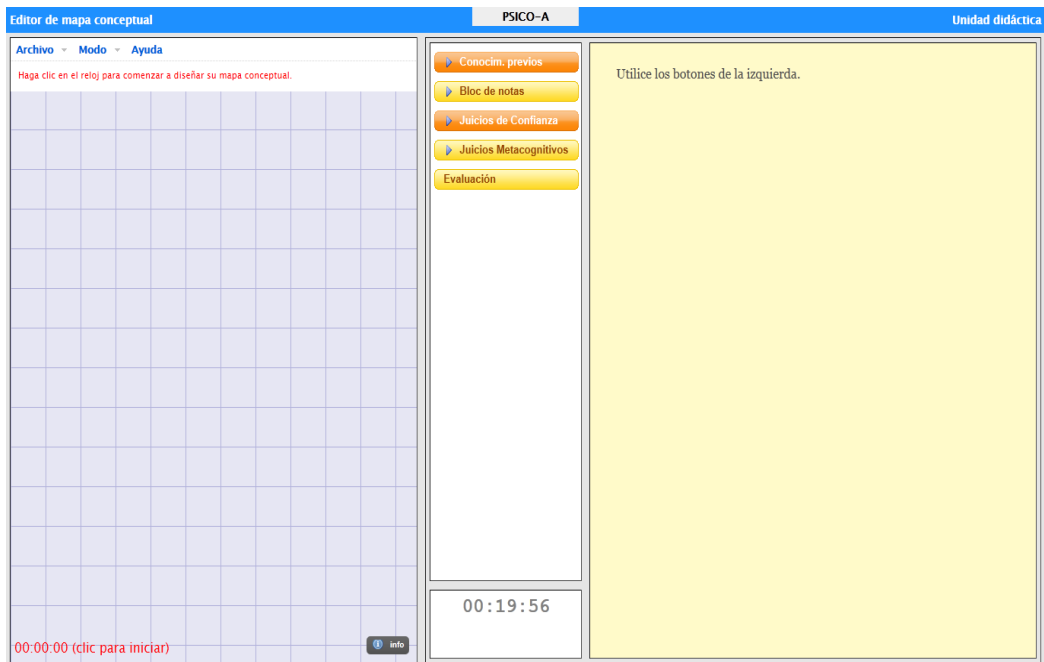 Editor de mapa conceptual
PSICO-A
Unidad didáctica
Archivo Modo Ayuda
Haga clic en el reloj para comenzar a diseñar su mapa conceptual.
00:00:00 (clic para iniciar)
info
Conocim. previos
Bloc de notas
Juicios de Confianza
Juicios Metacognitivos
Evaluación
00:19:56
Utilice los botones de la izquierda.